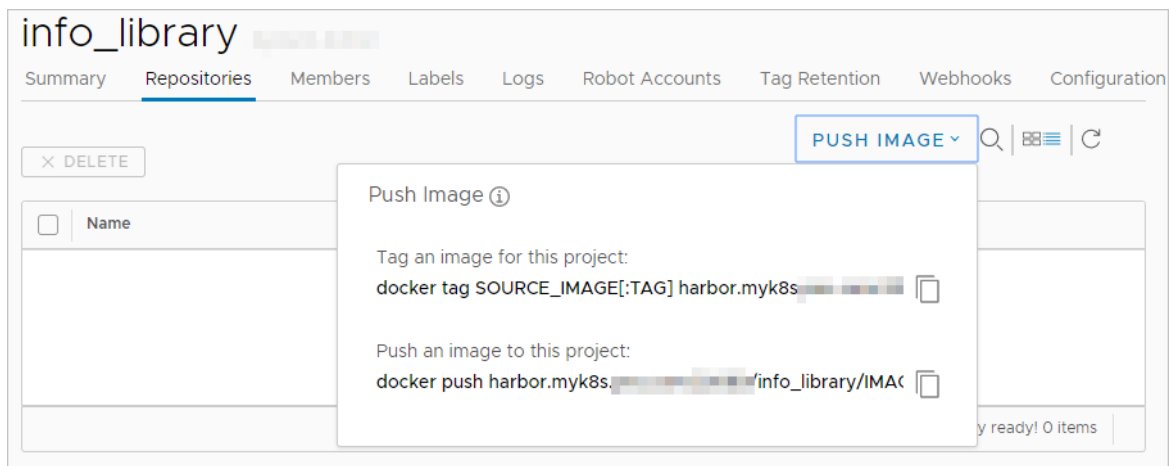 info_library
Summary Repositories Members Labels Logs Robot Accounts Tag Retention Webhooks Configuration
PUSH IMAGE
DELETE
Push Image
Name
Tag an image for this project:
docker tag SOURCE_IMAGE[:TAG] harbor.myk8s
Push an image to this project:
docker push harbor.myk8s. /info_library/IMAG
ready! 0 items